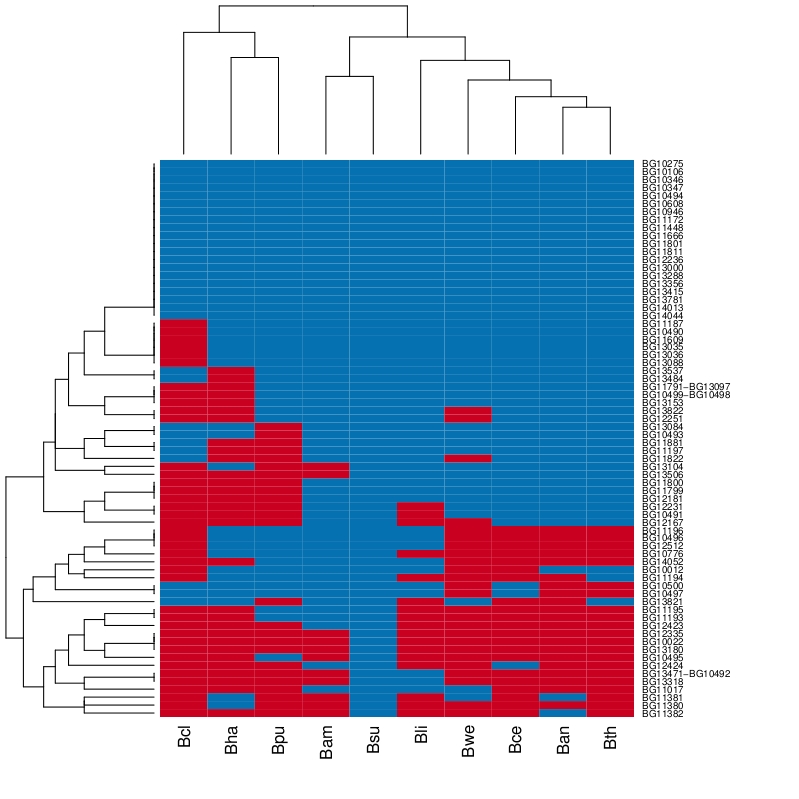 BG10275
BG10106
BG10346
BG10347
BG10494
BG10608
BG10946
BG11172
BG11448
BG11666
BG11801
BG11811
BG12236
BG13000
BG13288
BG13356
BG13415
BG13781
BG14013
BG14044
BG11187
BG10490
BG11609
BG13035
BG13036
BG13088
BG13537
BG13484
BG11791-BG13097
BG10499-BG10498
BG13153
BG13822
BG12251
BG13084
BG10493
BG11881
BG11197
BG11822
BG13104
BG13506
BG11800
BG11799
BG12181
BG12231
BG10491
BG12167
BG11196
BG10496
BG12512
BG10776
BG14052
BG10012
BG11194
BG10500
BG10497
BG13821
BG11195
BG11193
BG12423
BG12335
BG10022
BG13180
BG10495
BG12424
BG13471-BG10492
BG13318
BG11017
BG11381
BG11380
BG11382
Bcl Bha Bpu Bam Bsu Bli Bwe Bce Ban Bth